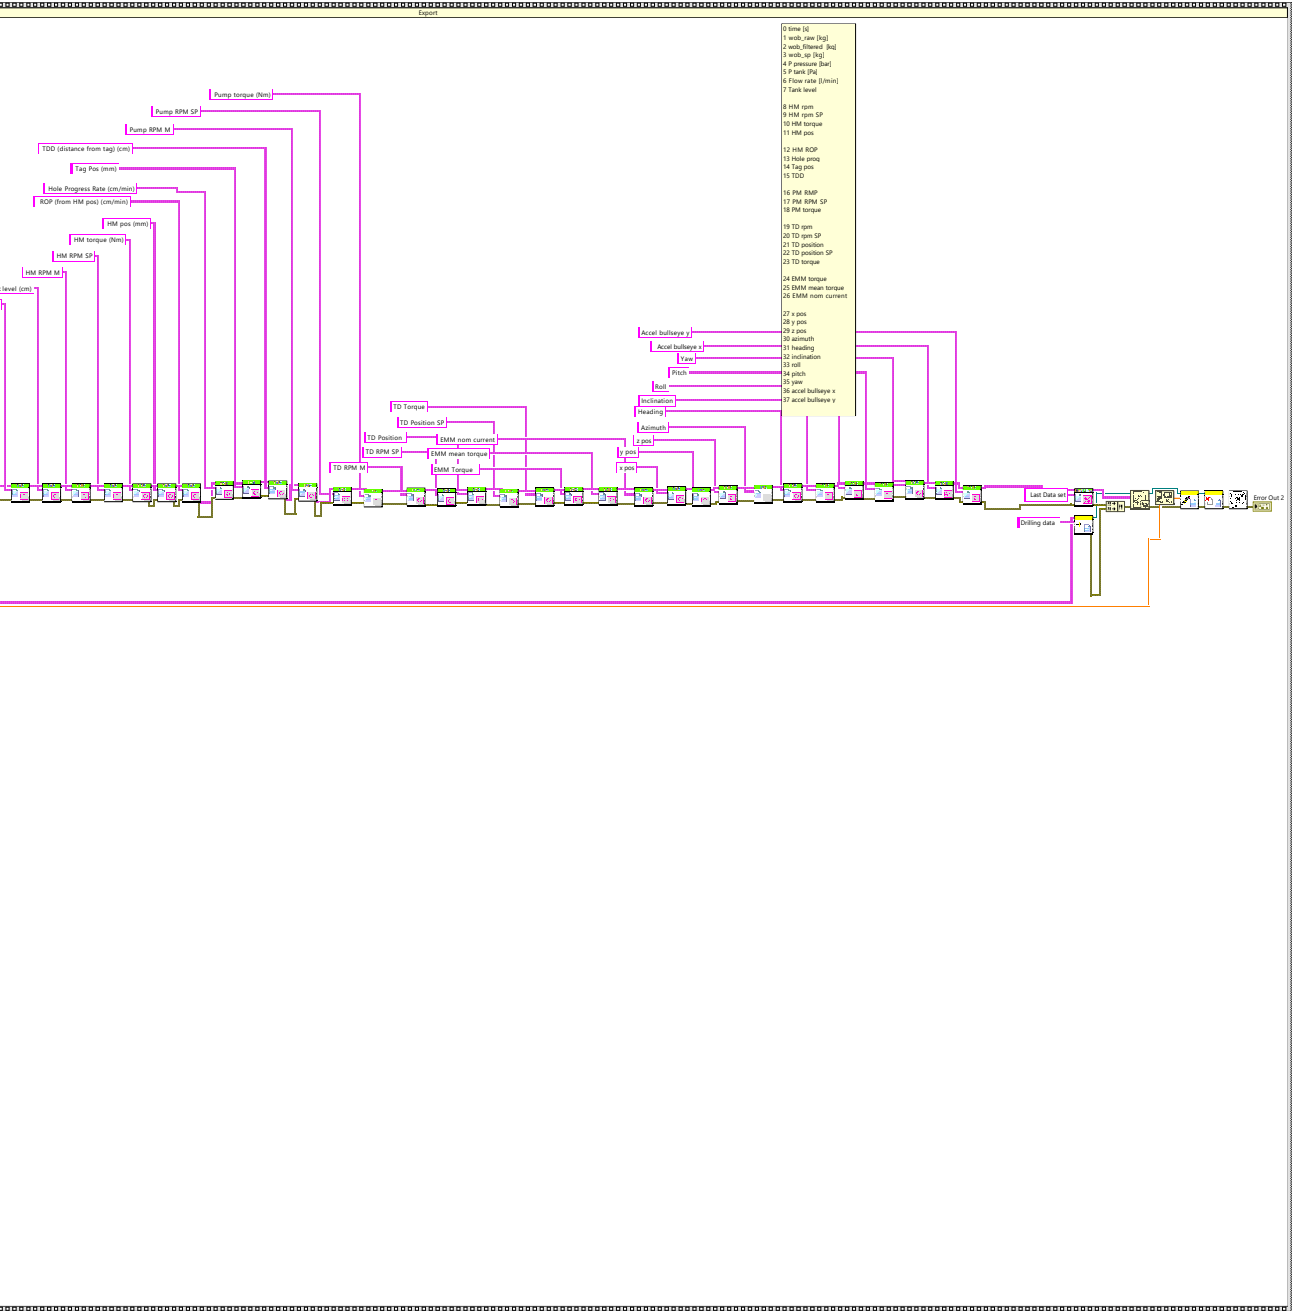 Export
0 time [s]
1 wob_raw [kg]
2 wob_filtered [kg]
3 wob_sp [kg]
4 P pressure [bar]
5 P tank [Pa]
6 Flow rate [l/min]
7 Tank level
8 HM rpm
9 HM rpm SP
10 HM torque
11 HM pos
12 HM ROP
13 Hole proq
14 Tag pos
15 TDD
16 PM RMP
17 PM RPM SP
18 PM torque
19 TD rpm
20 TD rpm SP
21 TD position
22 TD position SP
23 TD torque
24 EMM torque
25 EMM mean torque
26 EMM nom current
27 x pos
28 y pos
29 z pos
30 azimuth
31 heading
32 inclination
33 roll
34 pitch
35 yaw
36 accel bullseye x
37 accel bullseye y
Pump torque (Nm)
Pump RPM SP
Pump RPM M
TDD (distance from tag) (cm)
Tag Pos (mm)
Hole Progress Rate (cm/min)
ROP (from HM pos) (cm/min)
HM pos (mm)
HM torque (Nm)
HM RPM SP
HM RPM M
level (cm)
Accel bullseye y
Accel bullseye x
Yaw
Pitch
Roll
Inclination
Heading
Azimuth
z pos
y pos
x pos
TD Torque
TD Position SP
TD Position
EMM nom current
TD RPM SP
EMM mean torque
TD RPM M
EMM Torque
Last Data set
Drilling data
Error Out 2